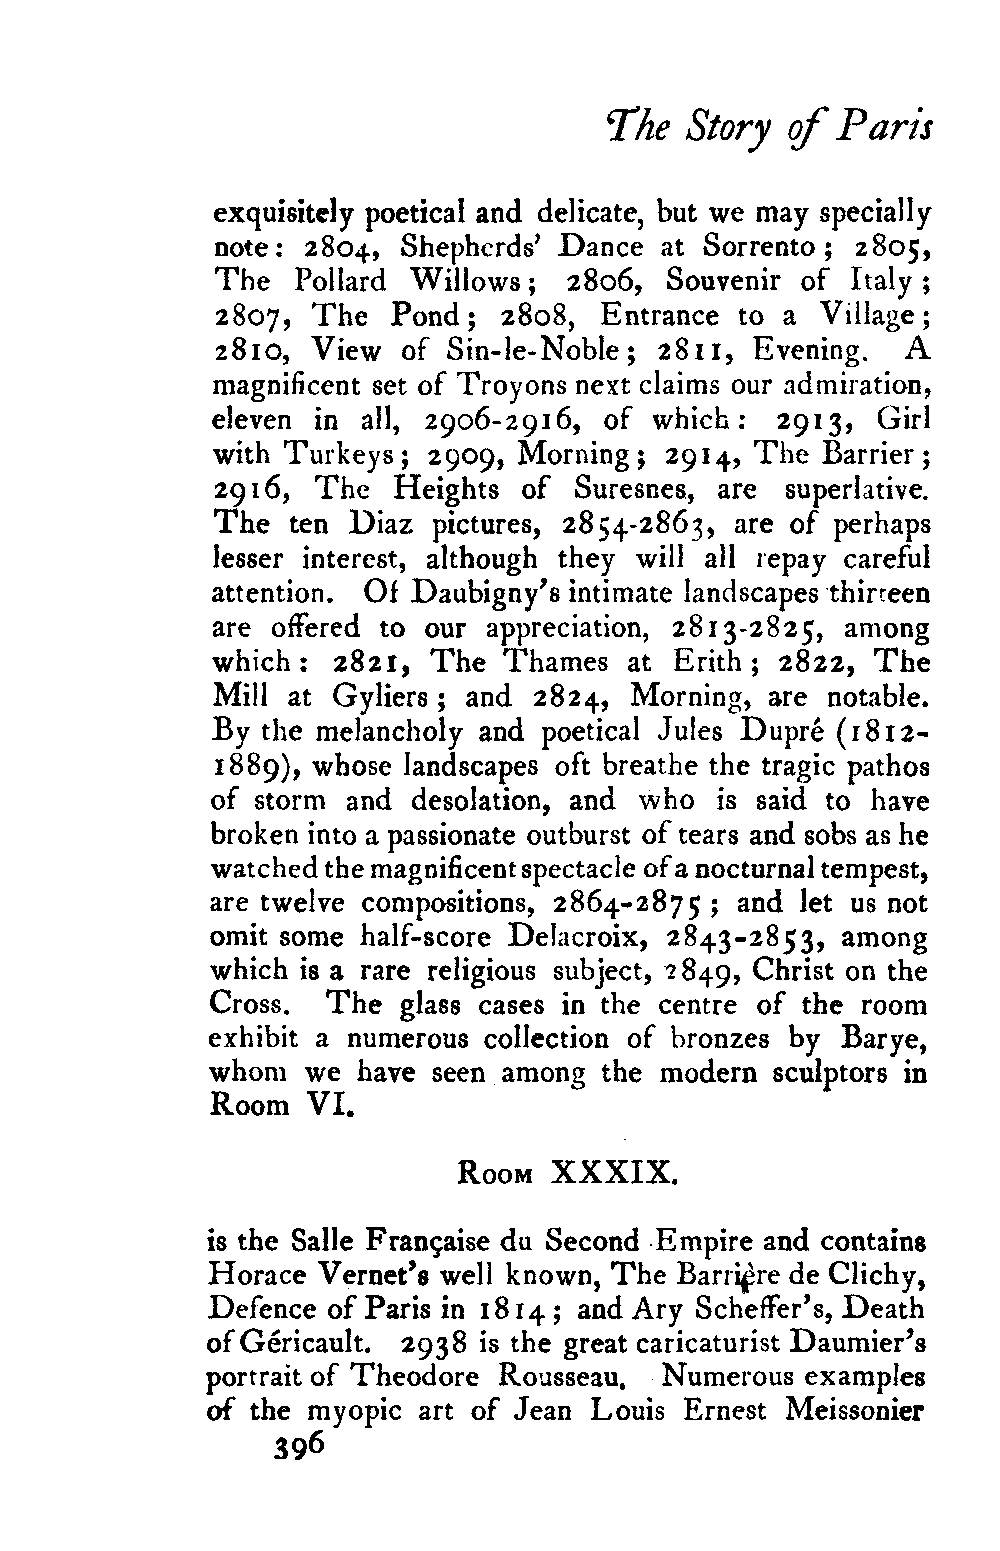 The Story of Paris
exquisitely poetical and delicate, but we may specially
note: 2804, Shepherds' Dance at Sorrento; 2805,
The Pollard Willows; 2806, Souvenir of Italy;
2807, The Pond; 2808, Entrance to a Village;
2810, View of Sin-le-Noble; 2811, Evening. A
magnificent set of Troyons next claims our admiration,
eleven in all, 2906-2916, of which: 2913, Girl
with Turkeys; 2909, Morning; 2914, The Barrier;
2916, The Heights of Suresnes, are superlative.
The ten Diaz pictures, 2854-2863, are of perhaps
lesser interest, although they will all repay careful
attention. Of Daubigny's intimate landscapes thirteen
are offered to our appreciation, 2813-2825, among
which: 2821, The Thames at Erith; 2822, The
Mill at Gyliers; and 2824, Morning, are notable.
By the melancholy and poetical Jules Dupré (1812-
1889), whose landscapes oft breathe the tragic pathos
of storm and desolation, and who is said to have
broken into a passionate outburst of tears and sobs as he
watched the magnificent spectacle of a nocturnal tempest,
are twelve compositions, 2864-2875; and let us not
omit some half-score Delacroix, 2843-2853, among
which is a rare religious subject, 2849, Christ on the
Cross. The glass cases in the centre of the room
exhibit a numerous collection of bronzes by Barye,
whom we have seen among the modern sculptors in
Room VI.
Room XXXIX.
is the Salle Française du Second Empire and contains
Horace Vernet's well known, The Barrière de Clichy,
Defence of Paris in 1814; and Ary Scheffer's, Death
of Géricault. 2938 is the great caricaturist Daumier's
portrait of Theodore Rousseau. Numerous examples
of the myopic art of Jean Louis Ernest Meissonier
396